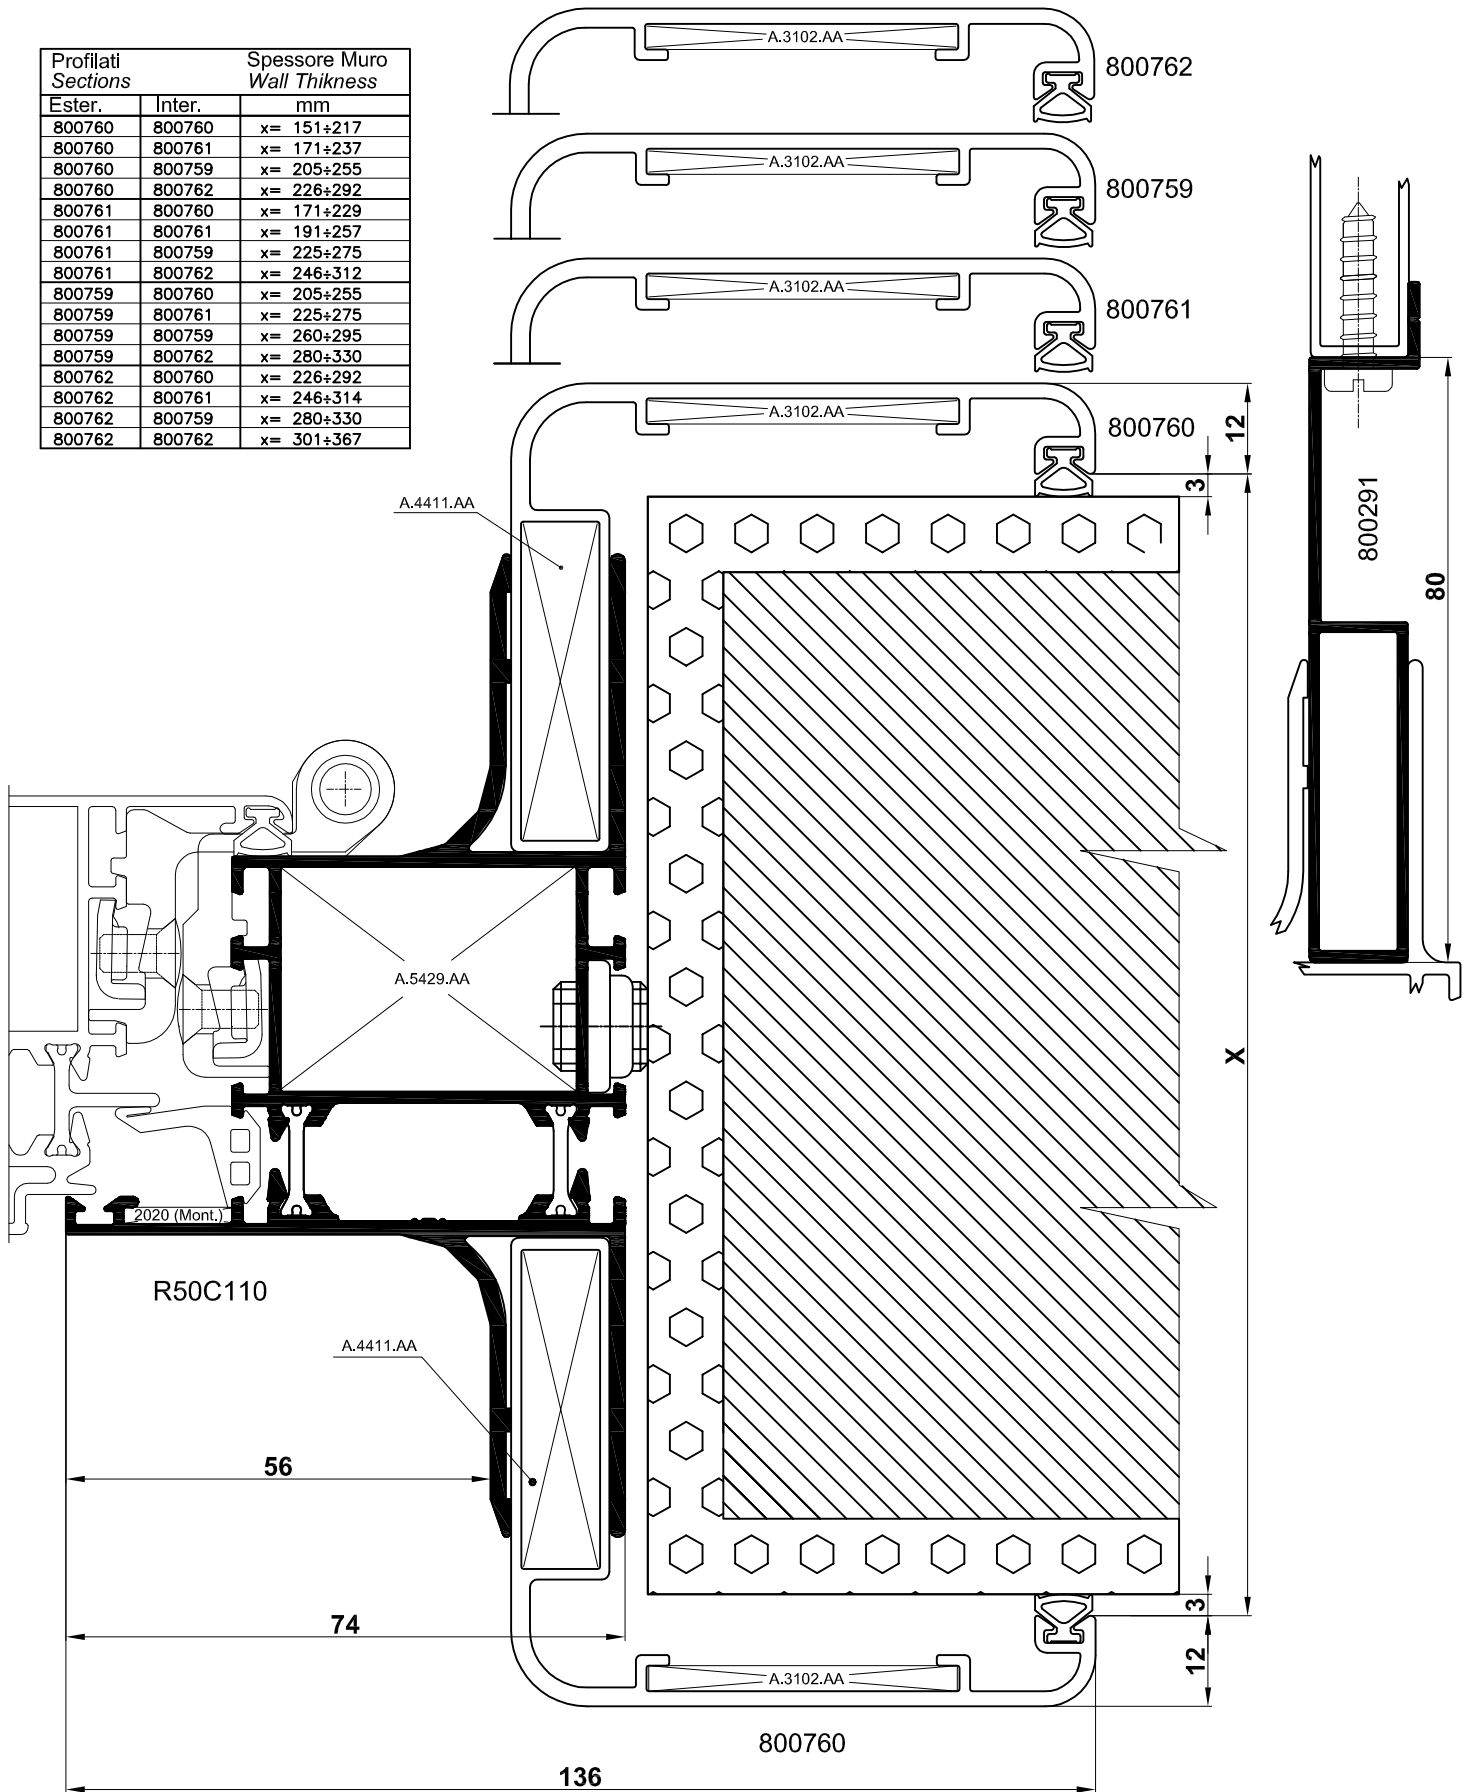 Profilati Spessore Muro
Sections Wall Thikness
Ester. Inter. mm
800760 800760 x= 151÷217
800760 800761 x= 171÷237
800760 800759 x= 205÷255
800760 800762 x= 226÷292
800761 800760 x= 171÷229
800761 800761 x= 191÷257
800761 800759 x= 225÷275
800761 800762 x= 246÷312
800759 800760 x= 205÷255
800759 800761 x= 225÷275
800759 800759 x= 260÷295
800759 800762 x= 280÷330
800762 800760 x= 226÷292
800762 800761 x= 246÷314
800762 800759 x= 280÷330
800762 800762 x= 301÷367
A.3102.AA
800762
A.3102.AA
800759
A.3102.AA
800761
A.3102.AA
800760
12
3
A.4411.AA
800291
80
A.5429.AA
X
2020 (Mont.)
R50C110
A.4411.AA
56
74
3
12
A.3102.AA
800760
136